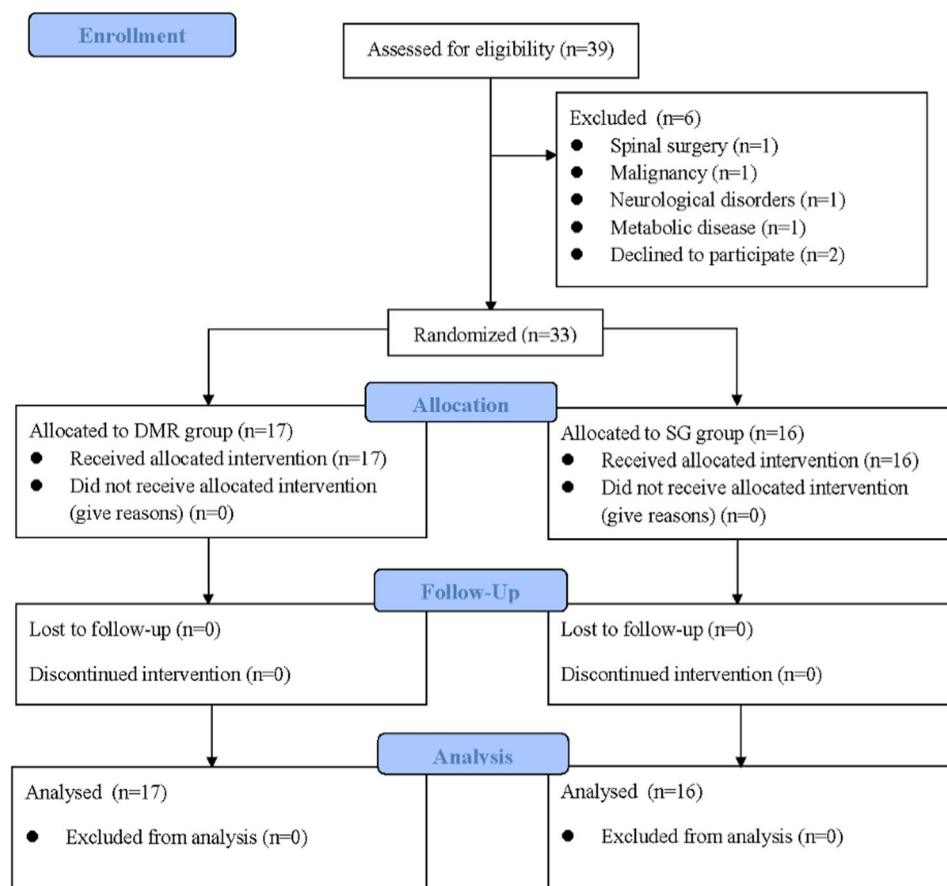 Enrollment
Assessed for eligibility (n=39)
Excluded (n=6)
● Spinal surgery (n=1)
● Malignancy (n=1)
● Neurological disorders (n=1)
● Metabolic disease (n=1)
● Declined to participate (n=2)
Randomized (n=33)
Allocation
Allocated to DMR group (n=17)
● Received allocated intervention (n=17)
● Did not receive allocated intervention
(give reasons) (n=0)
Allocated to SG group (n=16)
● Received allocated intervention (n=16)
● Did not receive allocated intervention
(give reasons) (n=0)
Follow-Up
Lost to follow-up (n=0)
Discontinued intervention (n=0)
Lost to follow-up (n=0)
Discontinued intervention (n=0)
Analysis
Analysed (n=17)
● Excluded from analysis (n=0)
Analysed (n=16)
● Excluded from analysis (n=0)